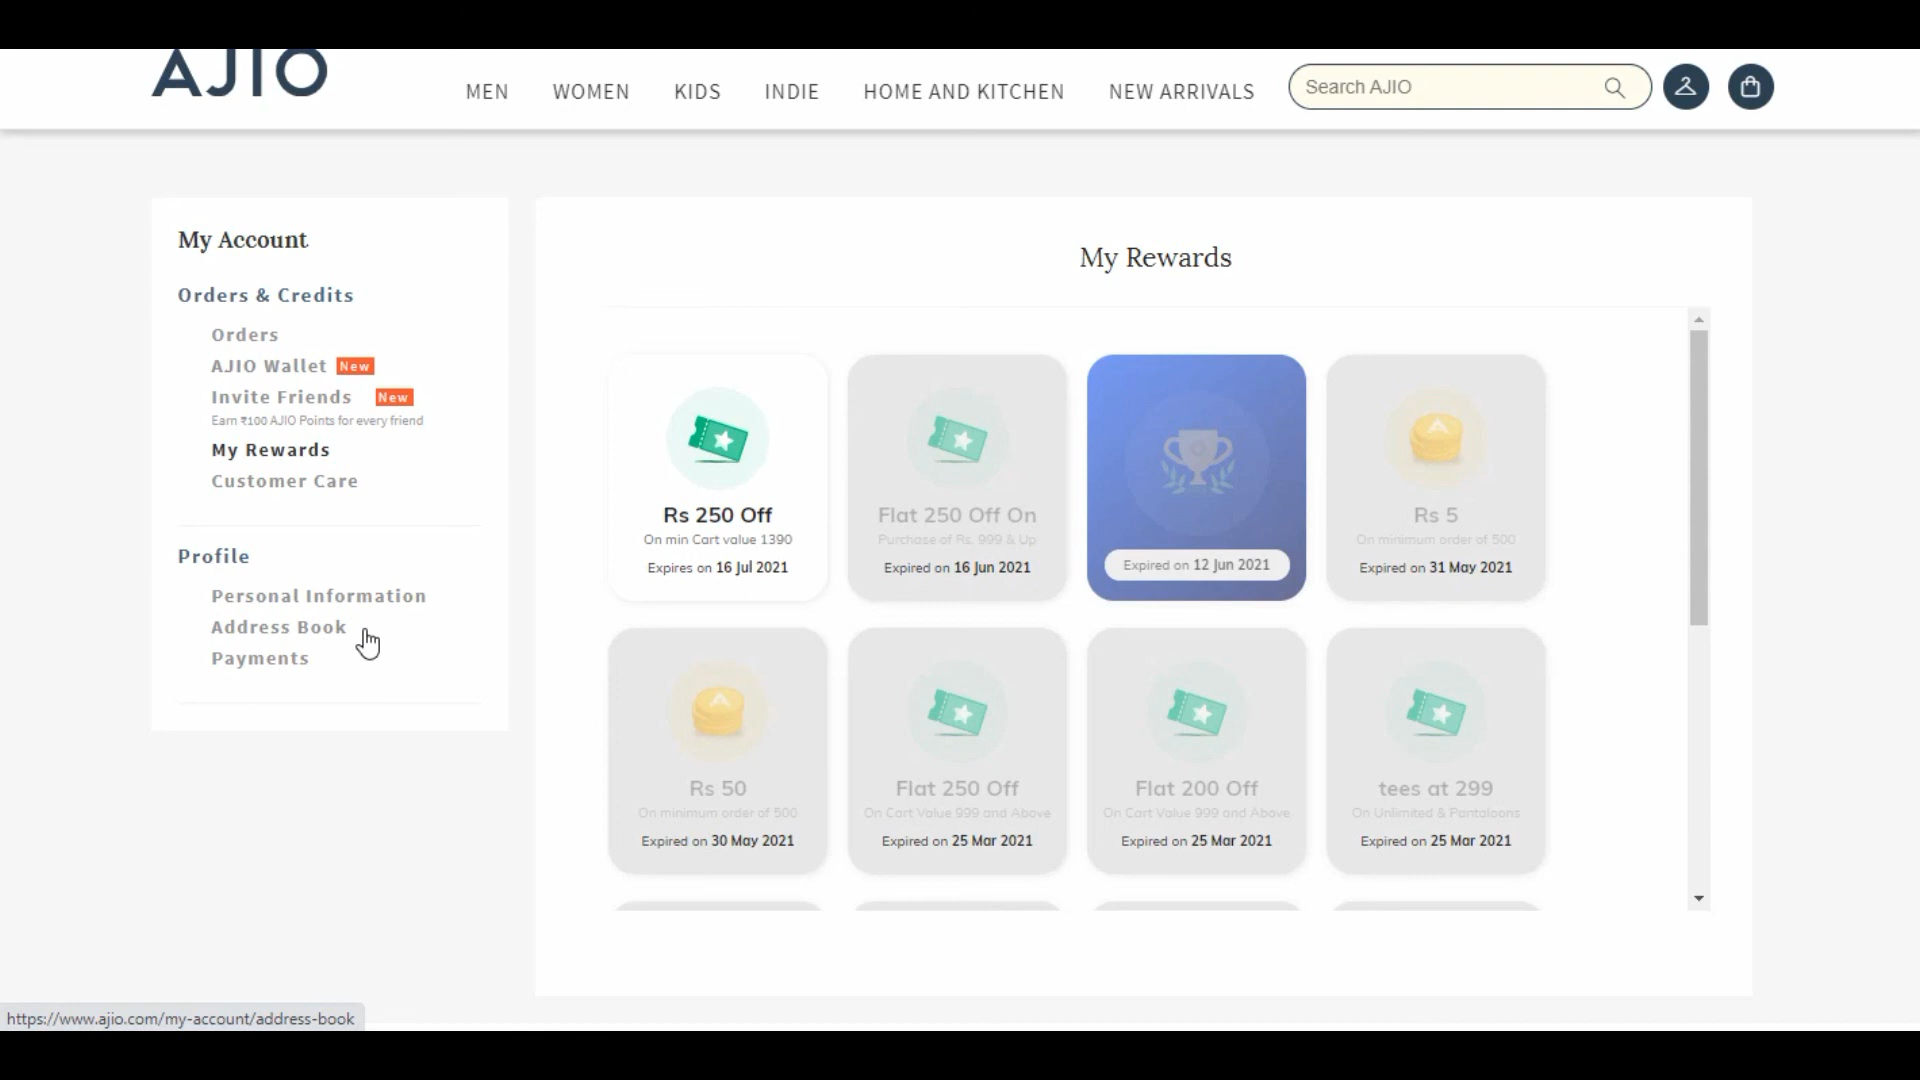 AJIO
MEN WOMEN KIDS INDIE HOME AND KITCHEN NEW ARRIVALS Search AJIO
My Account
Orders & Credits
Orders
AJIO Wallet New
Invite Friends New
Earn ₹100 AJIO Points for every friend
My Rewards
Customer Care
Profile
Personal Information
Address Book
Payments
My Rewards
Rs 250 Off
On min Cart value 1390
Expires on 16 Jul 2021
Flat 250 Off On
Purchase of Rs. 999 & Up
Expired on 16 Jun 2021
Expired on 12 Jun 2021
Rs 5
On minimum order of 500
Expired on 31 May 2021
Rs 50
On minimum order of 500
Expired on 30 May 2021
Flat 250 Off
On Cart Value 999 and Above
Expired on 25 Mar 2021
Flat 200 Off
On Cart Value 999 and Above
Expired on 25 Mar 2021
tees at 299
On Unlimited & Pantaloons
Expired on 25 Mar 2021
https://www.ajio.com/my-account/address-book